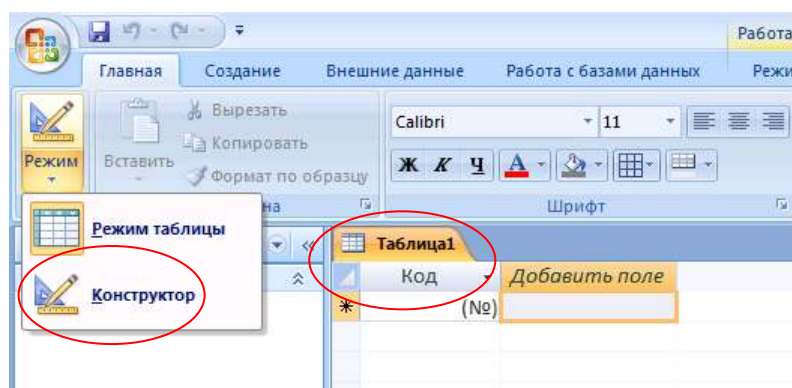 Работа
Главная Создание Внешние данные Работа с базами данных Режи
Вырезать
Копировать
Формат по образцу
Режим Вставить
Calibri 11
Ж К Ч А
на Шрифт
Режим таблицы
Конструктор
Таблица1
Код Добавить поле
(№)